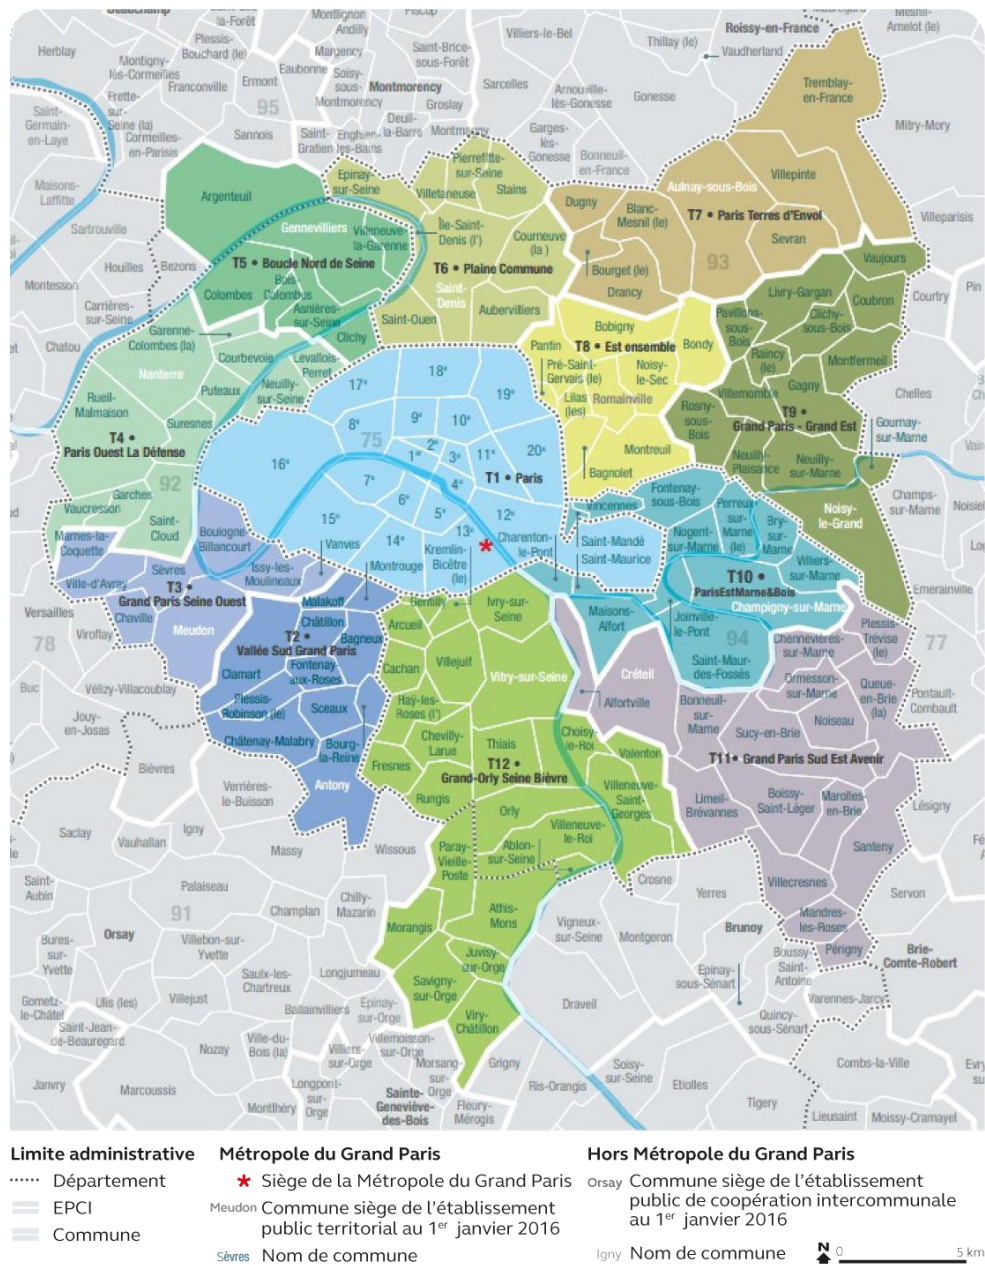 Beauchamp
la-Forêt
Montlignon
Andilly
Piscop
Villiers-le-Bel
Roissy-en-France
Amelot (le)
Plessis-
Bouchard (le)
Herblay
Montigny-
lès-Cormeilles
Margency
Eaubonne
Saint-Brice-
sous-Forêt
Thillay (le)
Vaudherland
Franconville
Ermont
Soisy-
sous-
Montmorency
Montmorency
Sarcelles
Arnouville-
lès-Gonesse
Gonesse
Tremblay-
en-France
Frette-
sur-
Seine (la)
95
Groslay
Saint-
Germain-
en-Laye
Cormeilles-
en-Parisis
Sannois
Saint-
Gratien
Enghien-
les-Bains
Deuil-
la-Barre
Montmagny
Garges-
lès-
Gonesse
Bonneuil-
en-France
Mitry-Mory
Maisons-
Laffitte
Argenteuil
Epinay-
sur-Seine
Pierrefitte-
sur-Seine
Villetaneuse
Stains
Aulnay-sous-Bois
Villepinte
Dugny
Blanc-
Mesnil (le)
T7 • Paris Terres d'Envol
Villeparisis
Sartrouville
Gennevilliers
Villeneuve-
la-Garenne
Île-Saint-
Denis (l')
Courneuve
(la )
Sevran
Vaujours
Houilles
Bezons
T5 • Boucle Nord de Seine
T6 • Plaine Commune
Bourget (le)
93
Montesson
Colombes
Bois-
Colombes
Saint-
Denis
Drancy
Livry-Gargan
Coubron
Courtry
Pin
Carrières-
sur-Seine
Asnières-
sur-Seine
Saint-Ouen
Aubervilliers
Bobigny
Pavillons-
sous-
Bois
Clichy-
sous-Bois
Chatou
Garenne-
Colombes (la)
Clichy
Pantin
T8 • Est ensemble
Bondy
Raincy
(le)
Montfermeil
Nanterre
Courbevoie
Levallois-
Perret
Pré-Saint-
Gervais (le)
Noisy-
le-Sec
Puteaux
Neuilly-
sur-Seine
17e
18e
19e
Lilas
(les)
Romainville
Villemomble
Gagny
Chelles
Rueil-
Malmaison
Suresnes
8e
9e
10e
Rosny-
sous-
Bois
T9 •
Grand Paris - Grand Est
Gournay-
sur-Marne
T4 •
Paris Ouest La Défense
75
2e
1er
3e
11e
20e
Montreuil
16e
7e
4e
T1 • Paris
Bagnolet
Neuilly-
Plaisance
Neuilly-
sur-Marne
92
Garches
Vaucresson
Saint-
Cloud
6e
5e
12e
Vincennes
Fontenay-
sous-Bois
Perreux-
sur-
Marne
(le)
Bry-
sur-
Marne
Noisy-
le-Grand
Champs-
sur-
Marne
Marnes-la-
Coquette
Boulogne-
Billancourt
15e
14e
13e
Vanves
Kremlin-
Bicêtre
(le)
Charenton-
le-Pont
Saint-Mandé
Saint-Maurice
Nogent-
sur-Marne
Villiers-
sur-Marne
Sèvres
Issy-les-
Moulineaux
Montrouge
T10 •
ParisEstMarne&Bois
Emerainville
Ville-d'Avray
T3 •
Grand Paris Seine Ouest
Malakoff
Gentilly
Ivry-sur-
Seine
Maisons-
Alfort
Champigny-sur-Marne
Versailles
Chaville
Meudon
Châtillon
Arcueil
Joinville-
le-Pont
Plessis-
Trévise
(le)
78
Viroflay
T2 •
Vallée Sud Grand Paris
Bagneux
94
Chennevières-
sur-Marne
77
Clamart
Fontenay-
aux-Roses
Cachan
Villejuif
Vitry-sur-Seine
Créteil
Saint-Maur-
des-Fossés
Ormesson-
sur-Marne
Queue-
en-Brie
(la)
Buc
Vélizy-Villacoublay
Plessis-
Robinson (le)
Sceaux
Haÿ-les-
Roses (l')
Alfortville
Bonneuil-
sur-
Marne
Noiseau
Pontault-
Combault
Jouy-
en-Josas
Châtenay-Malabry
Bourg-
la-Reine
Chevilly-
Larue
Thiais
Choisy-
le-Roi
Sucy-en-Brie
Valenton
Bièvres
Fresnes
T12 •
Grand-Orly Seine Bièvre
T11 • Grand Paris Sud Est Avenir
Verrières-
le-Buisson
Antony
Rungis
Villeneuve-
Saint-
Georges
Limeil-
Brévannes
Boissy-
Saint-Léger
Marolles-
en-Brie
Lésigny
Orly
Saclay
Vauhallan
Igny
Massy
Wissous
Villeneuve-
le-Roi
Paray-
Vieille-
Poste
Ablon-
sur-Seine
Santeny
Saint-
Aubin
Palaiseau
Crosne
Yerres
Villecresnes
Servon
91
Champlan
Chilly-
Mazarin
Athis-
Mons
Morangis
Vigneux-
sur-Seine
Montgeron
Brunoy
Mandres-
les-Roses
Orsay
Bures-
sur-
Yvette
Villebon-sur-
Yvette
Juvisy-
sur-Orge
Périgny
Brie-
Comte-Robert
Saulx-les-
Chartreux
Longjumeau
Savigny-
sur-Orge
Epinay-
sous-Sénart
Boussy-
Saint-
Antoine
Gometz-
le-Châtel
Ulis (les)
Villejust
Ballainvilliers
Epinay-
sur-Orge
Draveil
Varennes-Jarcy
Saint-Jean-
de-Beauregard
Viry-
Châtillon
Quincy-
sous-Sénart
Nozay
Ville-du-
Bois (la)
Villiers-
sur-Orge
Villemoisson-
sur-Orge
Morsang-
sur-
Orge
Grigny
Soisy-
sur-Seine
Combs-la-Ville
Janvry
Marcoussis
Longpont-
sur-
Orge
Sainte-
Geneviève-
des-Bois
Ris-Orangis
Etiolles
Montlhéry
Fleury-
Mérogis
Tigery
Lieusaint
Moissy-Cramayel
Limite administrative
Département
EPCI
Commune
Métropole du Grand Paris
* Siège de la Métropole du Grand Paris
Meudon Commune siège de l'établissement
public territorial au 1er janvier 2016
Sèvres Nom de commune
Hors Métropole du Grand Paris
Orsay Commune siège de l'établissement
public de coopération intercommunale
au 1er janvier 2016
Igny Nom de commune
N 0 5 km